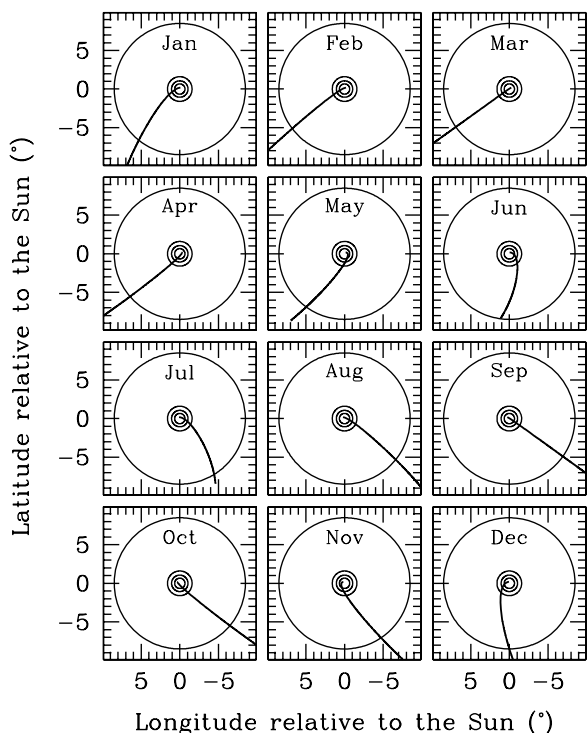 Latitude relative to the Sun (°)
Jan Feb Mar
5
0
−5
Apr May Jun
5
0
−5
Jul Aug Sep
5
0
−5
Oct Nov Dec
5
0
−5
5 0 −5 5 0 −5 5 0 −5
Longitude relative to the Sun (°)